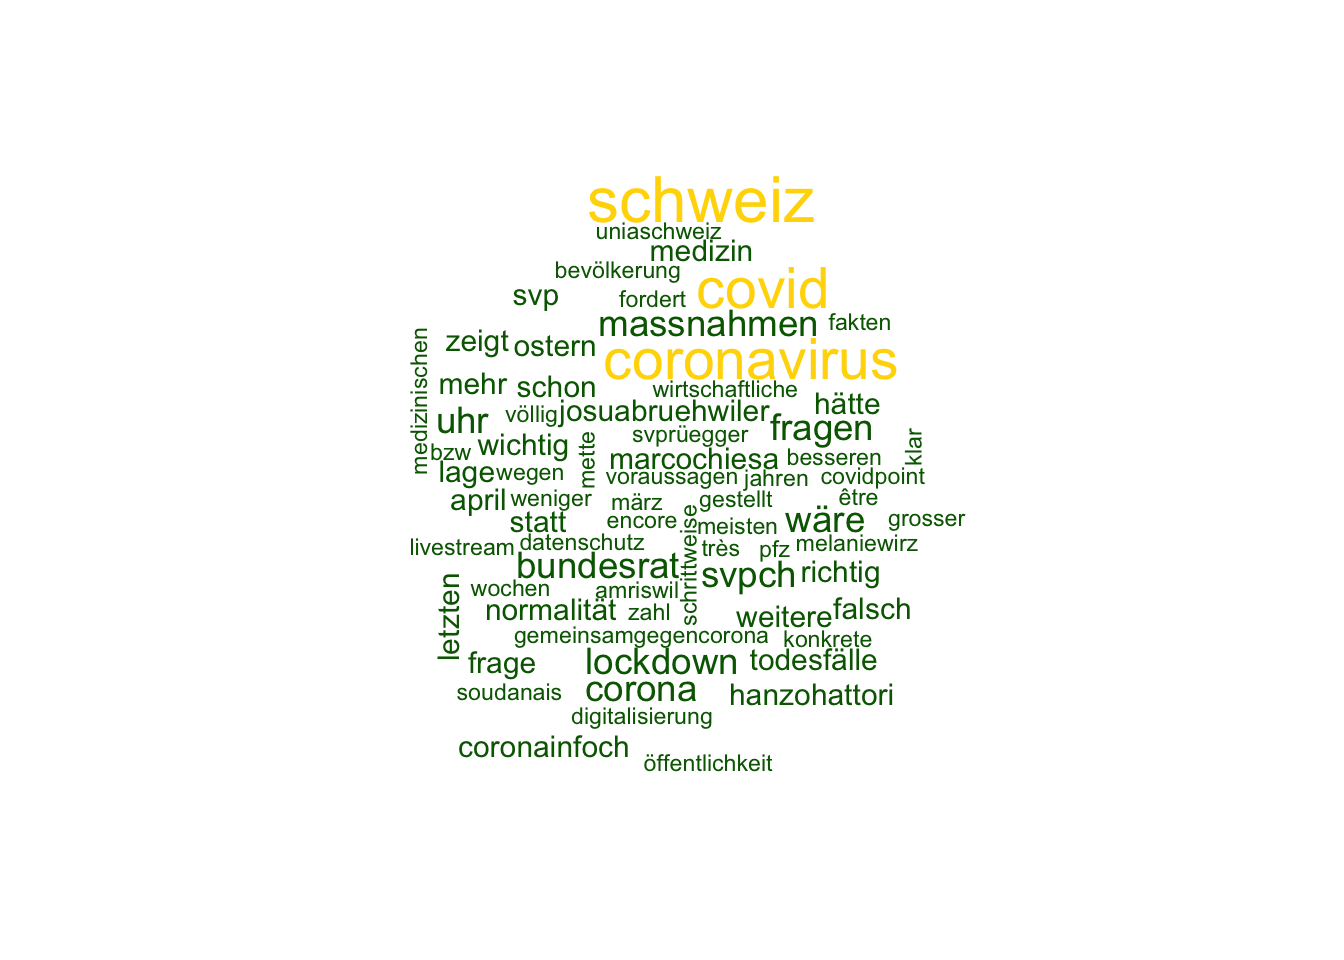 schweiz
uniaschweiz
medizin
bevölkerung
covid
svp
fordert
massnahmen
fakten
zeigt
ostern
coronavirus
medizinischen
mehr
schon
wirtschaftliche
hätte
uhr
völlig
josuabruehwiler
fragen
svprüegger
klar
bzw
wichtig
mette
marcochiesa
besseren
lage
wegen
voraussagen
jahren
covidpoint
april
weniger
märz
gestellt
être
statt
encore
schrittweise
meisten
wäre
grosser
livestream
datenschutz
très
pfz
melaniewirz
bundesrat
svpch
richtig
letzten
wochen
amriswil
normalität
zahl
weitere
falsch
gemeinsamgegencorona
konkrete
frage
lockdown
todesfälle
soudanais
corona
hanzohattori
digitalisierung
coronainfoch
öffentlichkeit